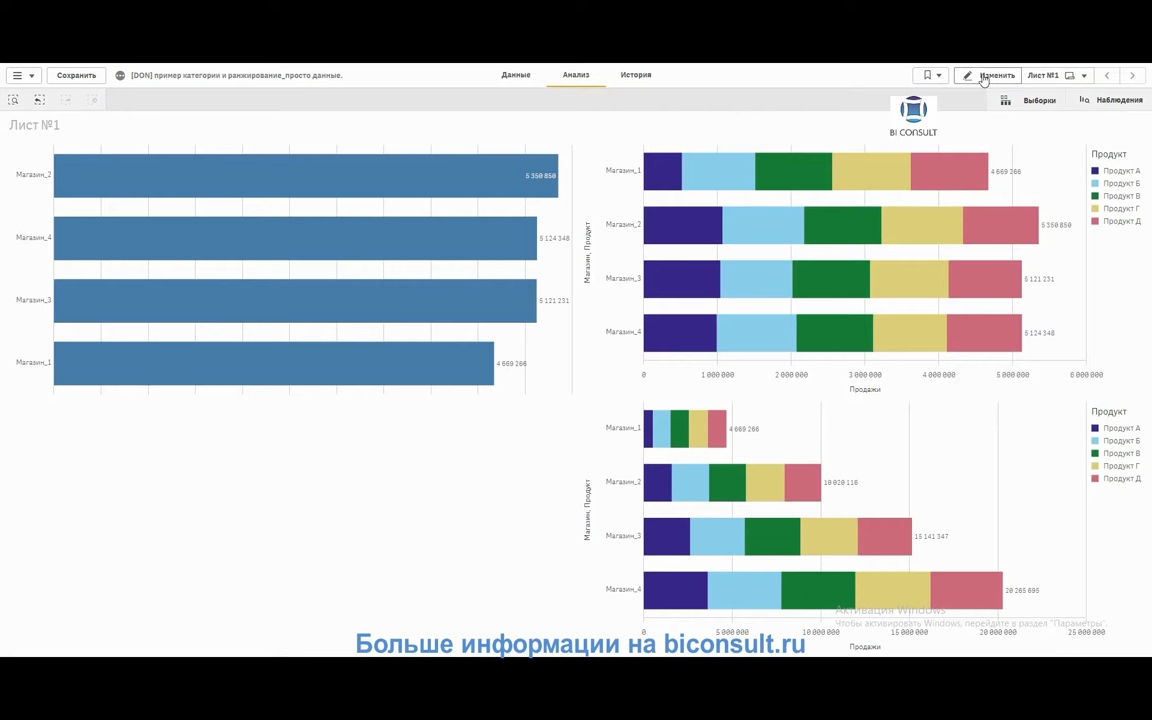 Сохранить
[DON] пример категории и ранжирование_просто данные.
Данные
Анализ
История
Изменить
Лист №1
BI CONSULT
Выборки
Наблюдения
Лист №1
Магазин_2
5 350 850
Магазин_4
5 124 348
Магазин_3
5 121 231
Магазин_1
4 669 266
Магазин, Продукт
Магазин_1
4 669 266
Магазин_2
5 350 850
Магазин_3
5 121 231
Магазин_4
5 124 348
0 1 000 000 2 000 000 3 000 000 4 000 000 5 000 000 6 000 000
Продажи
Продукт
Продукт А
Продукт Б
Продукт В
Продукт Г
Продукт Д
Магазин, Продукт
Магазин_1
4 669 266
Магазин_2
10 020 116
Магазин_3
15 141 347
Магазин_4
20 265 695
0 5 000 000 10 000 000 15 000 000 20 000 000 25 000 000
Продажи
Продукт
Продукт А
Продукт Б
Продукт В
Продукт Г
Продукт Д
Активация Windows
Чтобы активировать Windows, перейдите в раздел "Параметры".
Больше информации на biconsult.ru